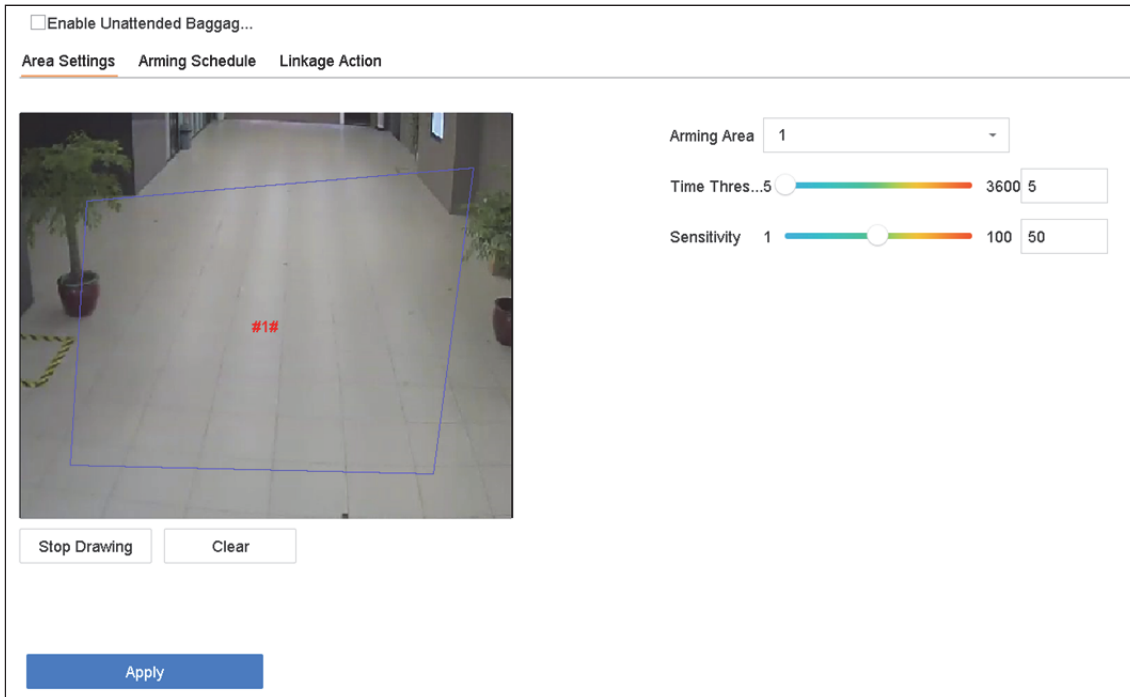 Enable Unattended Baggag...
Area Settings Arming Schedule Linkage Action
Arming Area 1
Time Thres...5 3600 5
Sensitivity 1 100 50
#1#
Stop Drawing Clear
Apply